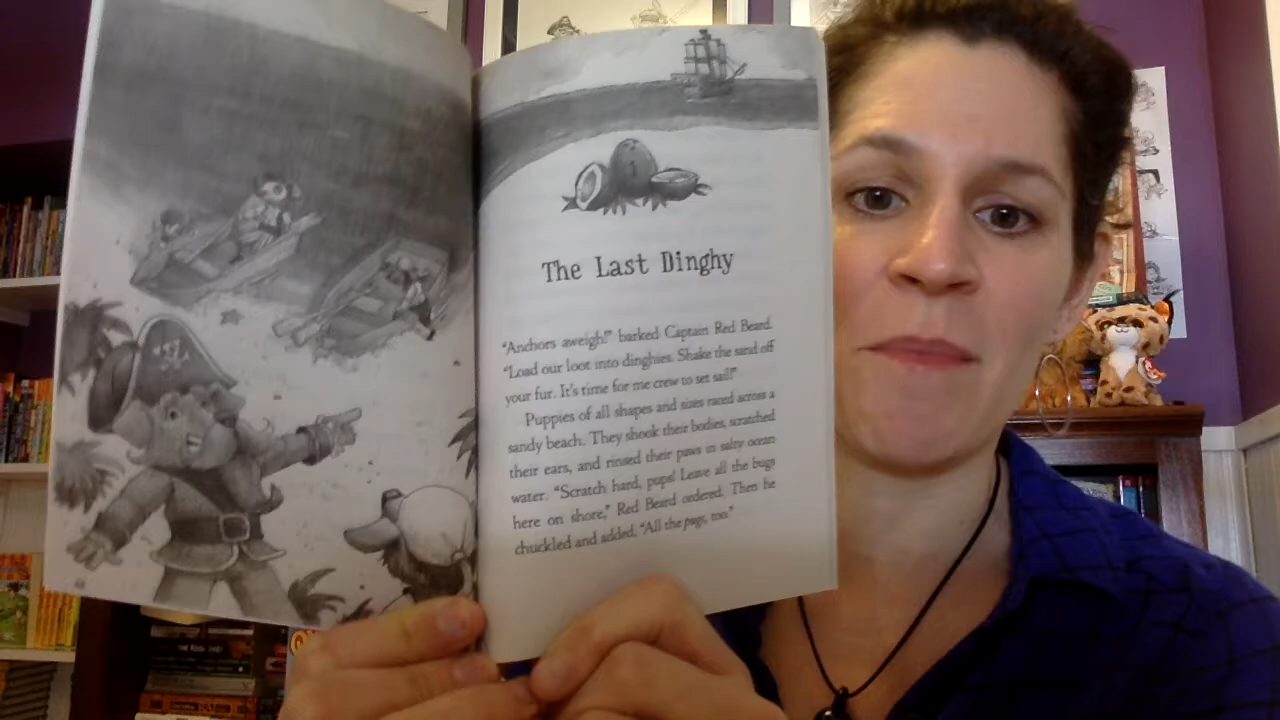 The Last Dinghy
"Anchors aweigh!" barked Captain Red Beard.
"Load our loot into dinghies. Shake the sand off
your fur. It's time for me crew to set sail!"
Puppies of all shapes and sizes raced across a
sandy beach. They shook their bodies, scratched
their ears, and rinsed their paws in salty ocean
water. "Scratch hard, pups! Leave all the bugs
here on shore," Red Beard ordered. Then he
chuckled and added, "All the pugs, too."